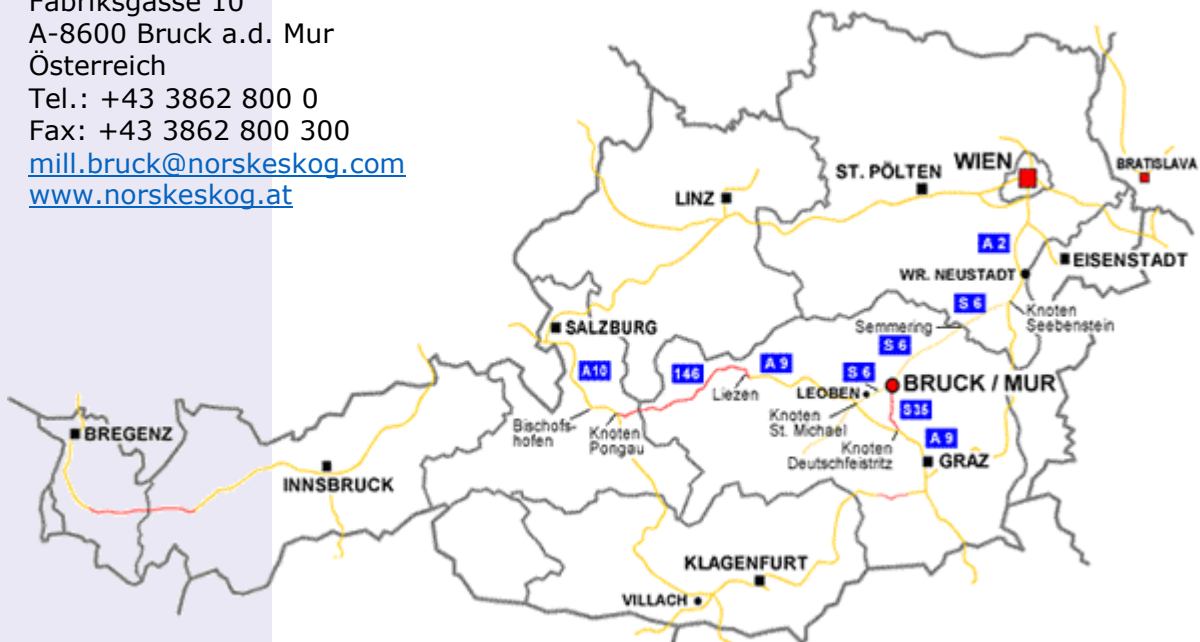 Fabriksgasse 10
A-8600 Bruck a.d. Mur
Österreich
Tel.: +43 3862 800 0
Fax: +43 3862 800 300
mill.bruck@norskeskog.com
www.norskeskog.at
WIEN
BRATISLAVA
ST. PÖLTEN
LINZ
A 2
EISENSTADT
WR. NEUSTADT
S 6
Knoten
Seebenstein
Semmering
SALZBURG
S 6
A10
146
A 9
S 6
BRUCK / MUR
Liezen
LEOBEN
S35
Knoten
St. Michael
Bischofs-
hofen
Knoten
Pongau
BREGENZ
Knoten
Deutschfeistritz
A 9
GRAZ
INNSBRUCK
KLAGENFURT
VILLACH